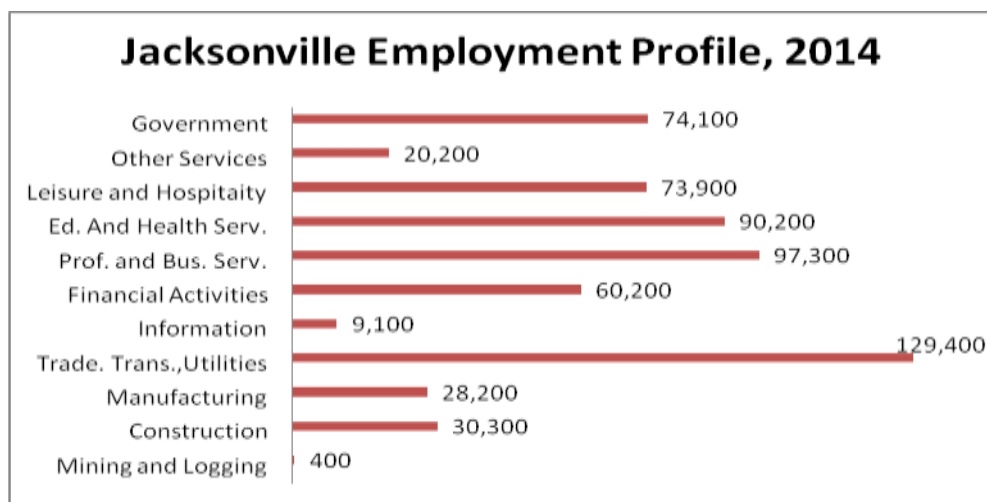 Jacksonville Employment Profile, 2014
Government 74,100
Other Services 20,200
Leisure and Hospitaity 73,900
Ed. And Health Serv. 90,200
Prof. and Bus. Serv. 97,300
Financial Activities 60,200
Information 9,100
Trade. Trans.,Utilities 129,400
Manufacturing 28,200
Construction 30,300
Mining and Logging 400